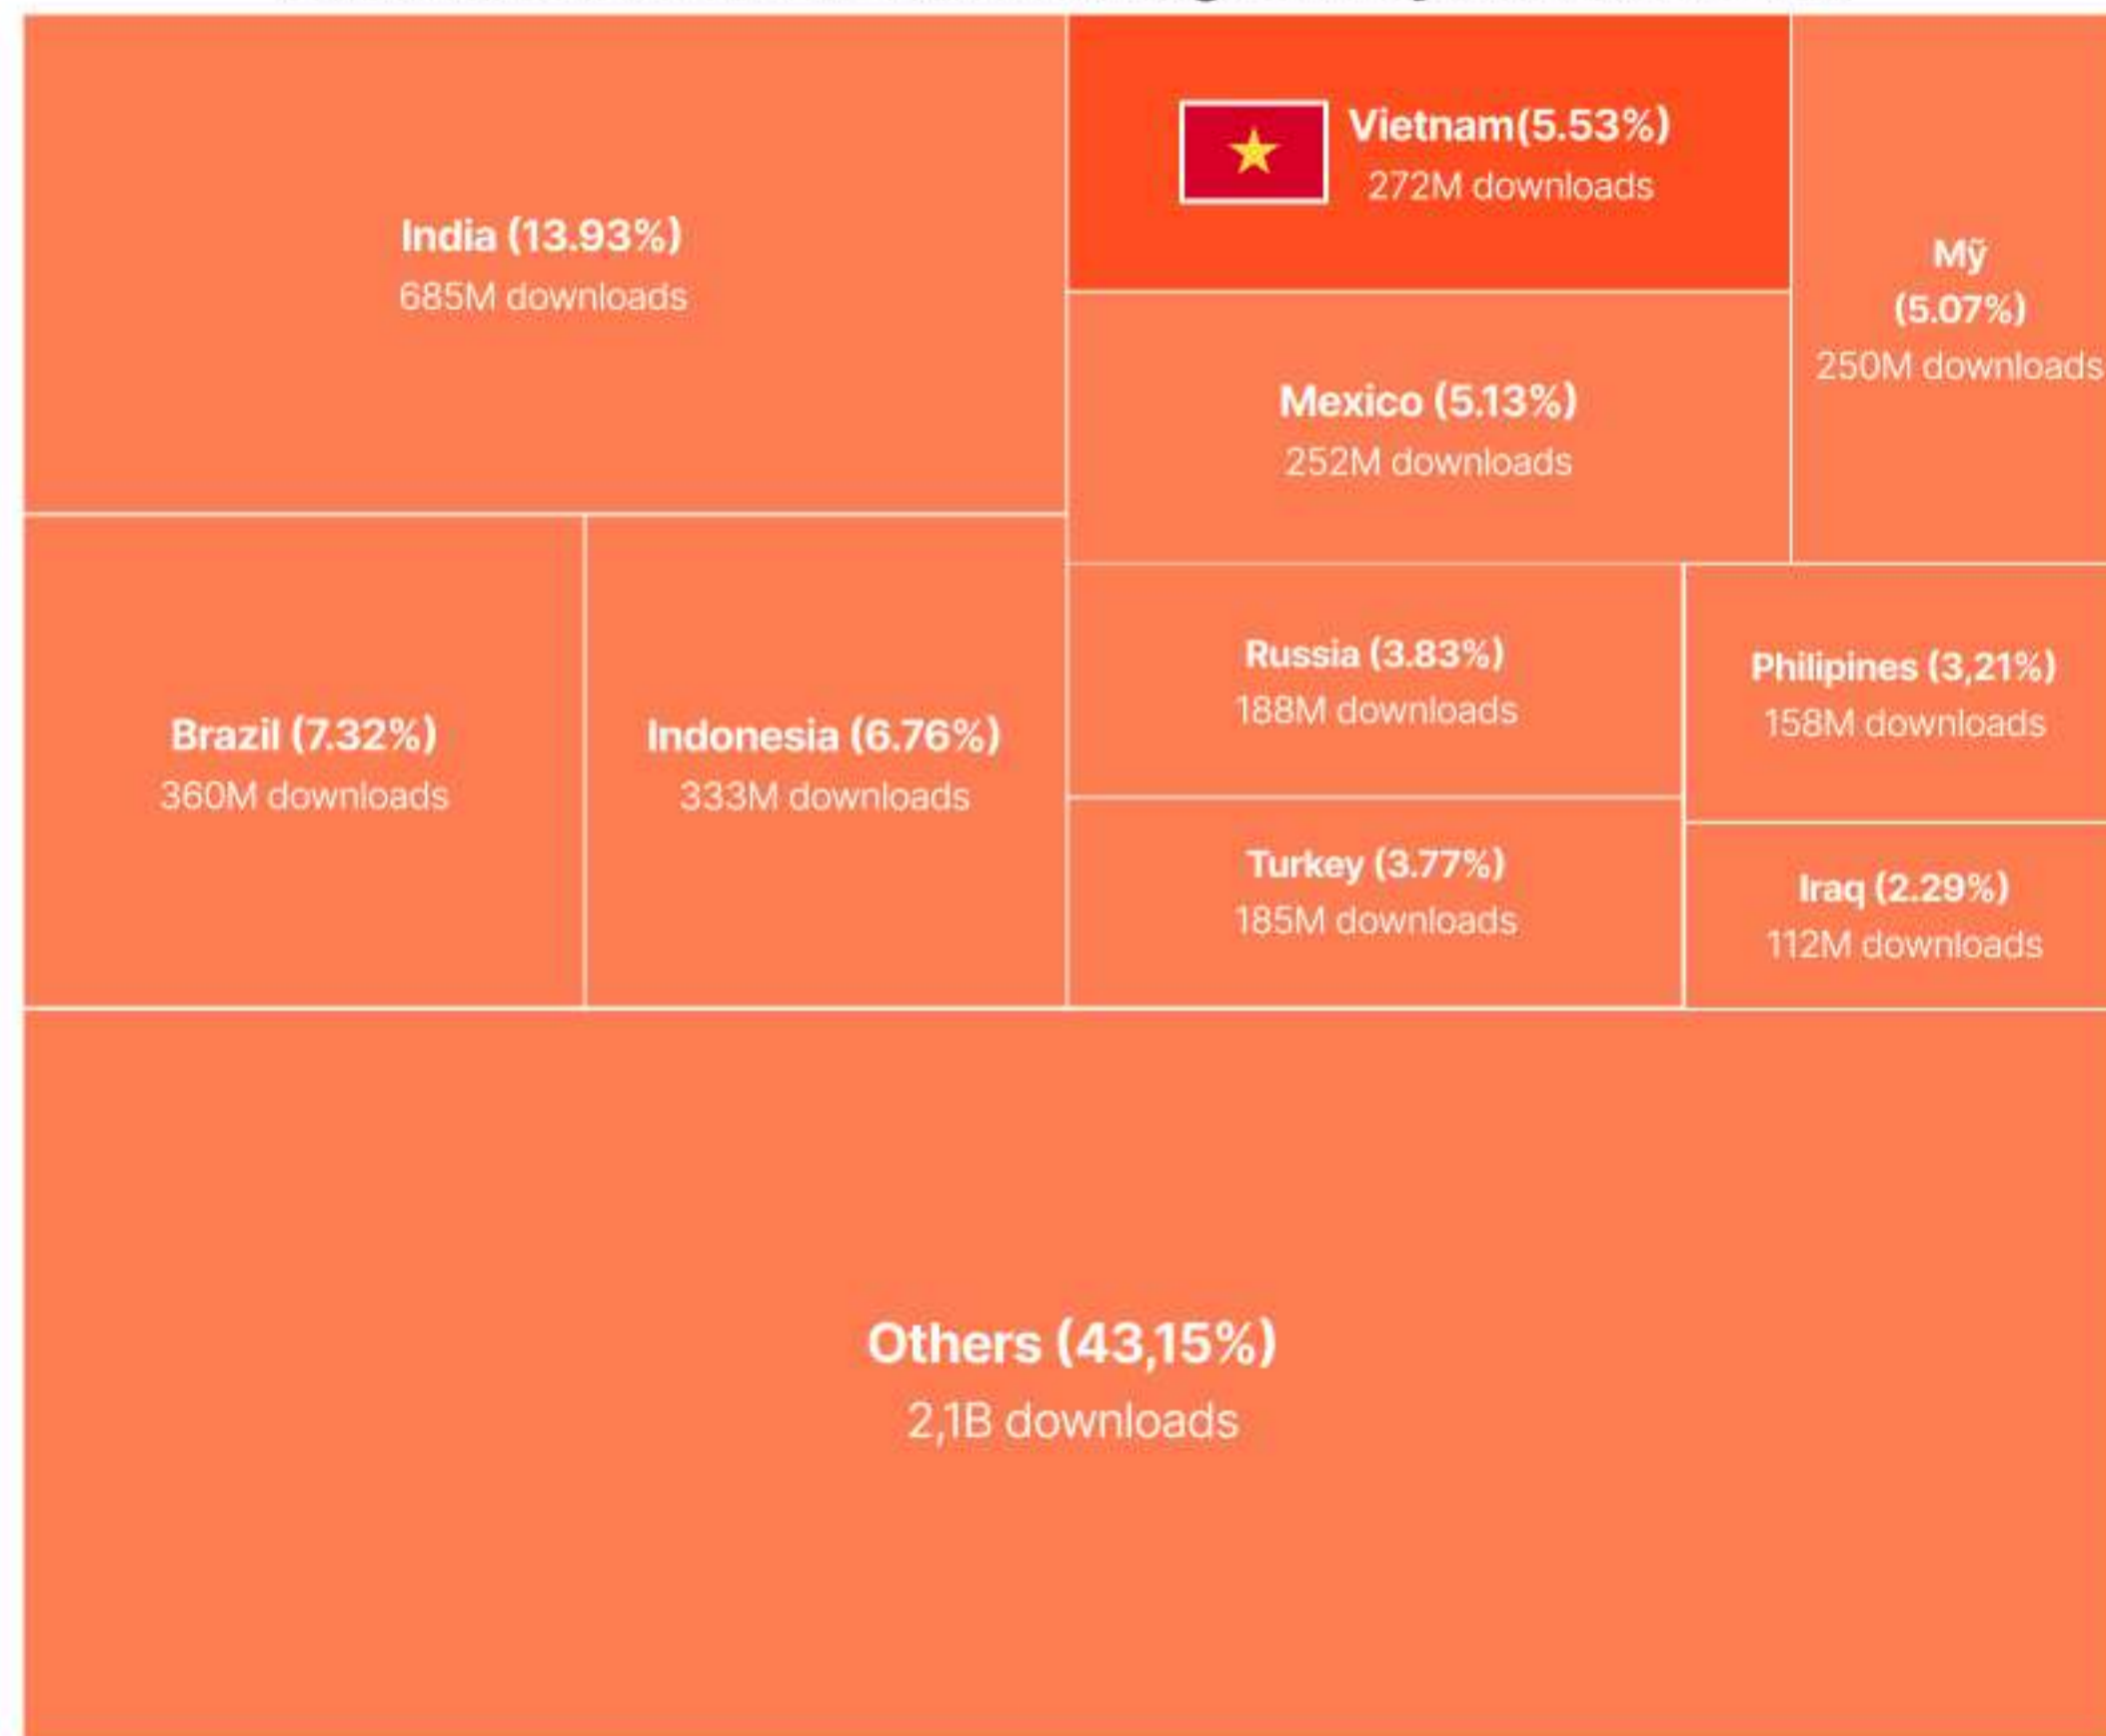 India (13.93%)
685M downloads
Vietnam(5.53%)
272M downloads
Mỹ
(5.07%)
250M downloads
Mexico (5.13%)
252M downloads
Brazil (7.32%)
360M downloads
Indonesia (6.76%)
333M downloads
Russia (3.83%)
188M downloads
Philipines (3,21%)
158M downloads
Turkey (3.77%)
185M downloads
Iraq (2.29%)
112M downloads
Others (43,15%)
2,1B downloads